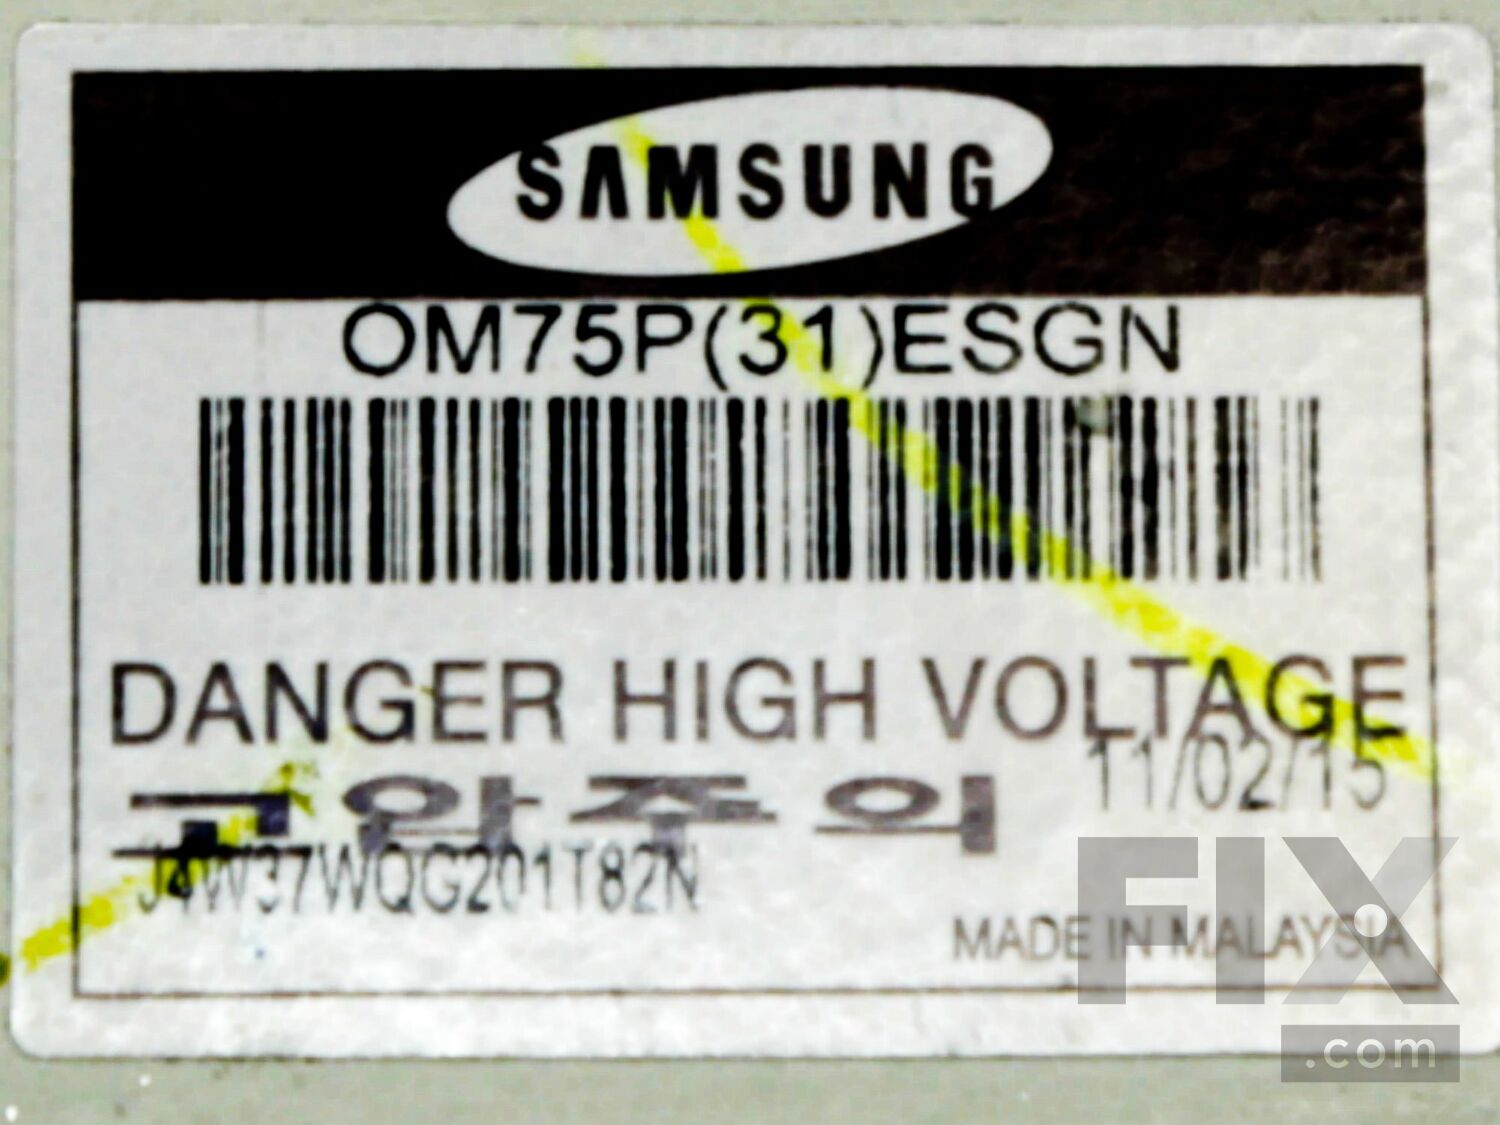 SAMSUNG
OM75P(31)ESGN
DANGER HIGH VOLTAGE
11/02/15
고압주의
J4W37WQG201T82N
MADE IN MALAYSIA
FIX
.com